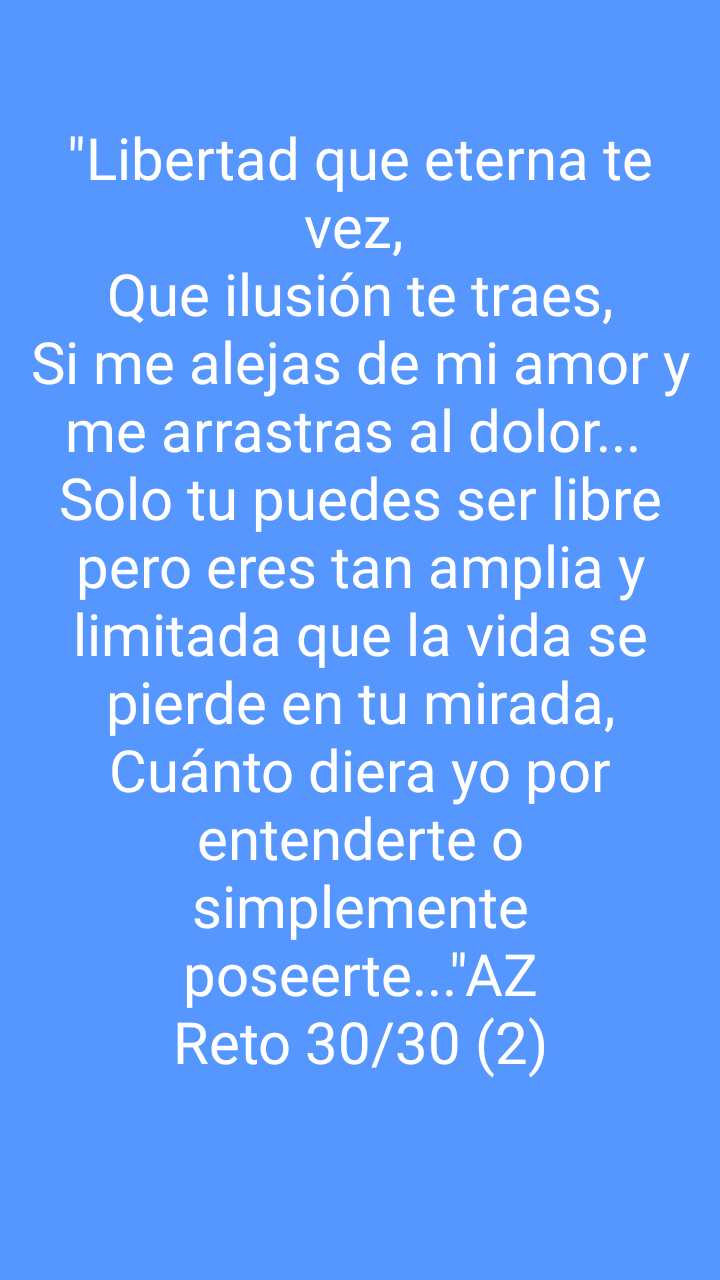 "Libertad que eterna te
vez,
Que ilusión te traes,
Si me alejas de mi amor y
me arrastras al dolor...
Solo tu puedes ser libre
pero eres tan amplia y
limitada que la vida se
pierde en tu mirada,
Cuánto diera yo por
entenderte o
simplemente
poseerte..."AZ
Reto 30/30 (2)